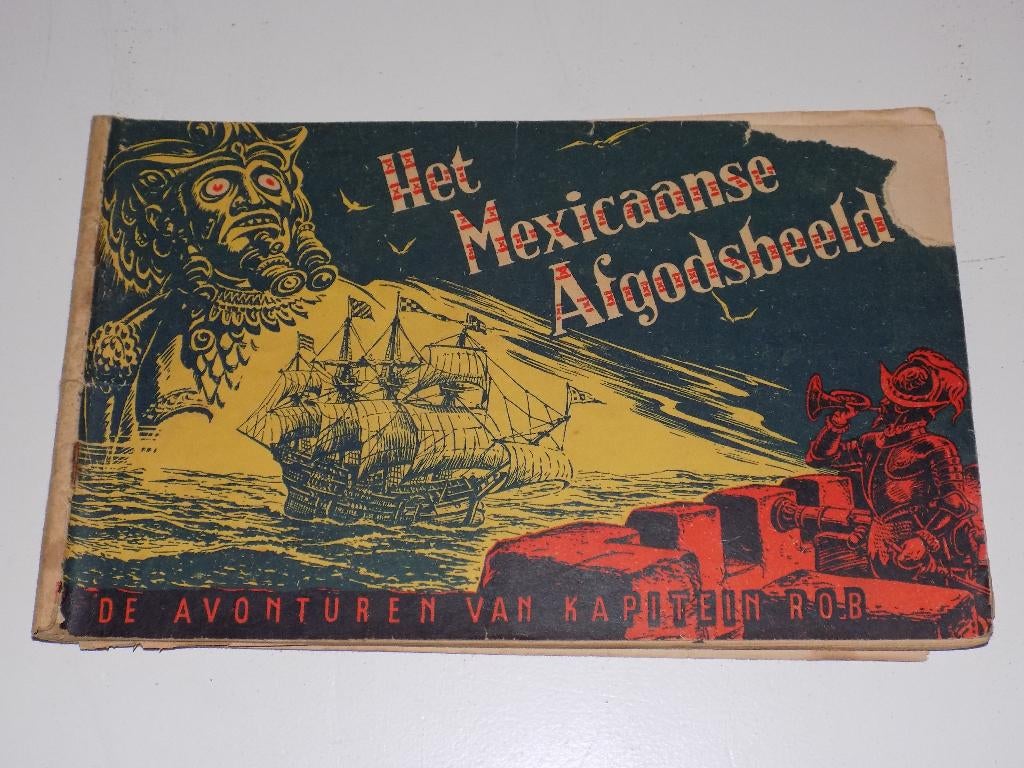 Het
Mexicaanse
Afgodsbeeld
DE AVONTUREN VAN KAPITEIN ROB